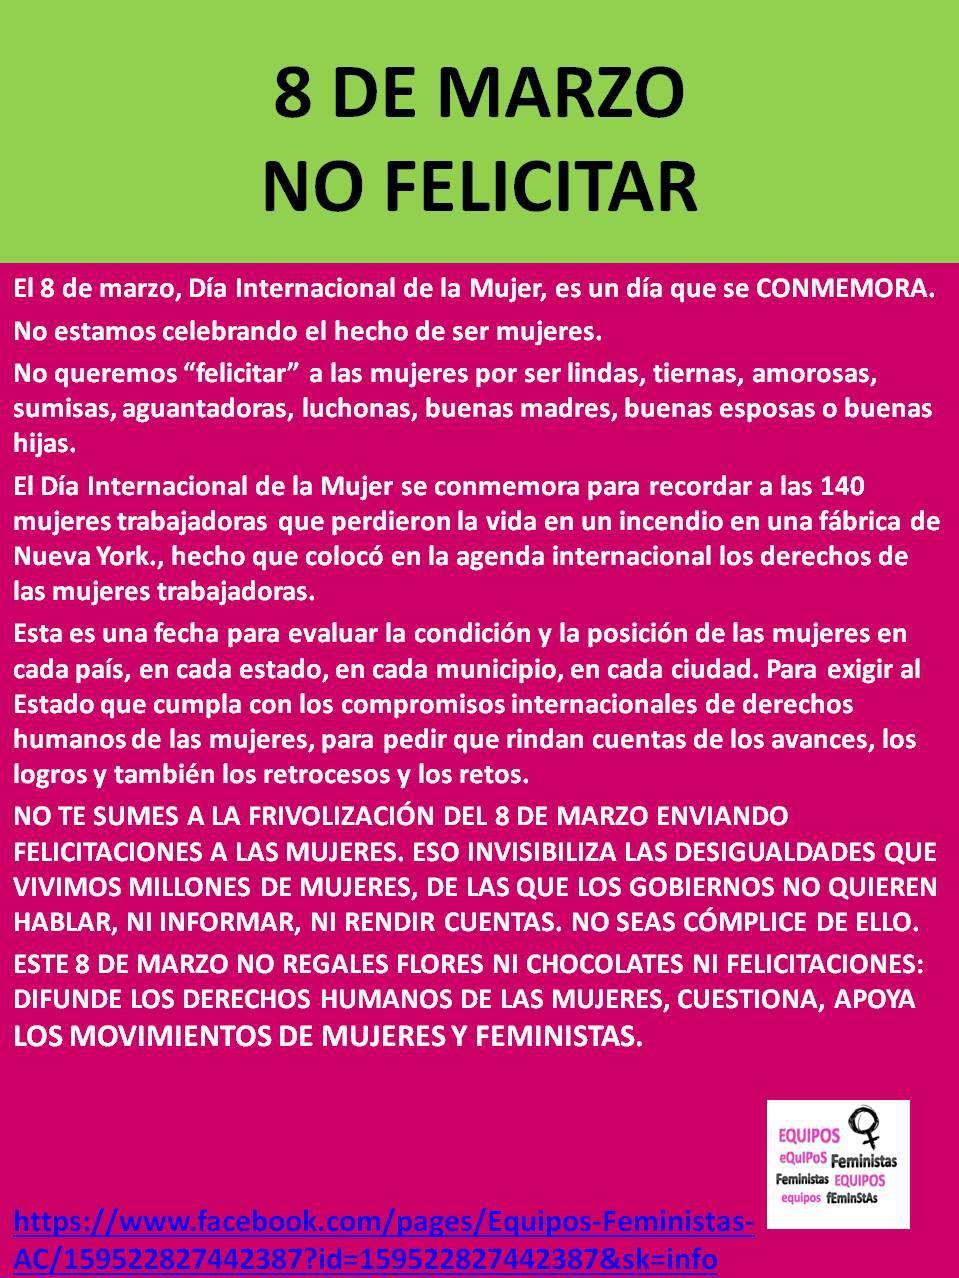 8 DE MARZO
NO FELICITAR
El 8 de marzo, Día Internacional de la Mujer, es un día que se CONMEMORA.
No estamos celebrando el hecho de ser mujeres.
No queremos “felicitar” a las mujeres por ser lindas, tiernas, amorosas,
sumisas, aguantadoras, luchonas, buenas madres, buenas esposas o buenas
hijas.
El Día Internacional de la Mujer se conmemora para recordar a las 140
mujeres trabajadoras que perdieron la vida en un incendio en una fábrica de
Nueva York., hecho que colocó en la agenda internacional los derechos de
las mujeres trabajadoras.
Esta es una fecha para evaluar la condición y la posición de las mujeres en
cada país, en cada estado, en cada municipio, en cada ciudad. Para exigir al
Estado que cumpla con los compromisos internacionales de derechos
humanos de las mujeres, para pedir que rindan cuentas de los avances, los
logros y también los retrocesos y los retos.
NO TE SUMES A LA FRIVOLIZACIÓN DEL 8 DE MARZO ENVIANDO
FELICITACIONES A LAS MUJERES. ESO INVISIBILIZA LAS DESIGUALDADES QUE
VIVIMOS MILLONES DE MUJERES, DE LAS QUE LOS GOBIERNOS NO QUIEREN
HABLAR, NI INFORMAR, NI RENDIR CUENTAS. NO SEAS CÓMPLICE DE ELLO.
ESTE 8 DE MARZO NO REGALES FLORES NI CHOCOLATES NI FELICITACIONES:
DIFUNDE LOS DERECHOS HUMANOS DE LAS MUJERES, CUESTIONA, APOYA
LOS MOVIMIENTOS DE MUJERES Y FEMINISTAS.
EQUIPOS
eQuIPoS Feministas
Feministas EQUIPOS
equipos fEmInStAs
https://www.facebook.com/pages/Equipos-Feministas-
AC/159522827442387?id=159522827442387&sk=info